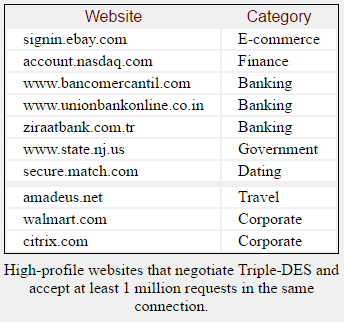 Website Category
signin.ebay.com E-commerce
account.nasdaq.com Finance
www.bancomercantil.com Banking
www.unionbankonline.co.in Banking
ziraatbank.com.tr Banking
www.state.nj.us Government
secure.match.com Dating
amadeus.net Travel
walmart.com Corporate
citrix.com Corporate
High-profile websites that negotiate Triple-DES and
accept at least 1 million requests in the same
connection.